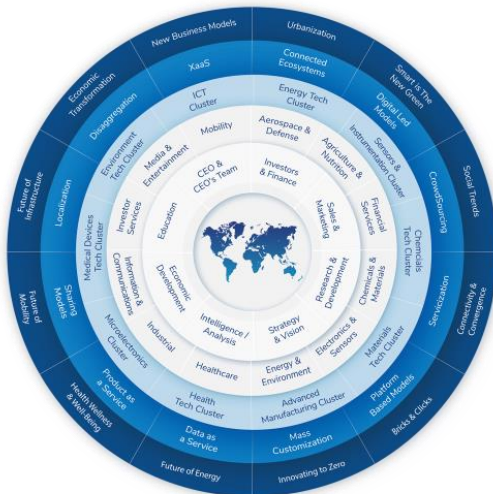 New Business Models
Urbanization
Smart is The
New Green
Social Trends
Connectivity &
Convergence
Bricks & Clicks
Innovating to Zero
Future of Energy
Health Wellness
& Well-Being
Future of
Mobility
Future of
Infrastructure
Economic
Transformation
XaaS
Connected
Ecosystems
Digital Led
Models
CrowdSourcing
Servicization
Platform
Based Models
Mass
Customization
Data as
a Service
Product as
a Service
Sharing
Models
Localization
Disaggregation
ICT
Cluster
Energy Tech
Cluster
Sensors &
Instrumentation Cluster
Chemcials
Tech Cluster
Materials
Tech Cluster
Advanced
Manufacturing Cluster
Health
Tech Cluster
Microelectronics
Cluster
Medical Devices
Tech Cluster
Environment
Tech Cluster
Mobility
Aerospace &
Defense
Agriculture &
Nutrition
Financial
Services
Chemicals &
Materials
Electronics &
Sensors
Energy &
Environment
Healthcare
Industrial
Information &
Communications
Investor
Services
Media &
Entertainment
CEO &
CEO's Team
Investors
& Finance
Sales &
Marketing
Research &
Development
Strategy
& Vision
Intelligence /
Analysis
Economic
Development
Education